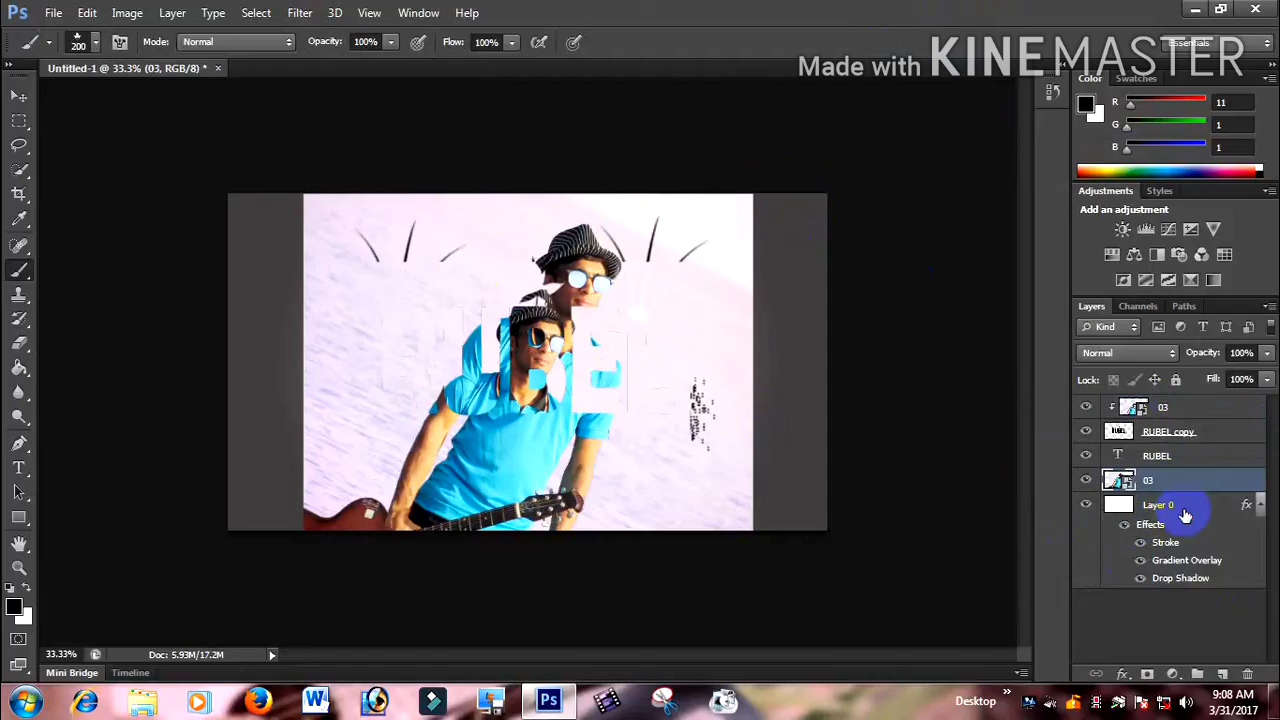 Ps File Edit Image Layer Type Select Filter 3D View Window Help
200 Mode: Normal Opacity: 100% Flow: 100% Essentials
Made with KINEMASTER
Untitled-1 @ 33.3% (03, RGB/8) * ×
Color Swatches
R 11
G 1
B 1
Adjustments Styles
Add an adjustment
Layers Channels Paths
Kind
Normal Opacity: 100%
Lock: Fill: 100%
03
RUBEL copy
T RUBEL
03
Layer 0 fx
Effects
Stroke
Gradient Overlay
Drop Shadow
33.33% Doc: 5.93M/17.2M
Mini Bridge Timeline
Desktop » 9:08 AM
3/31/2017